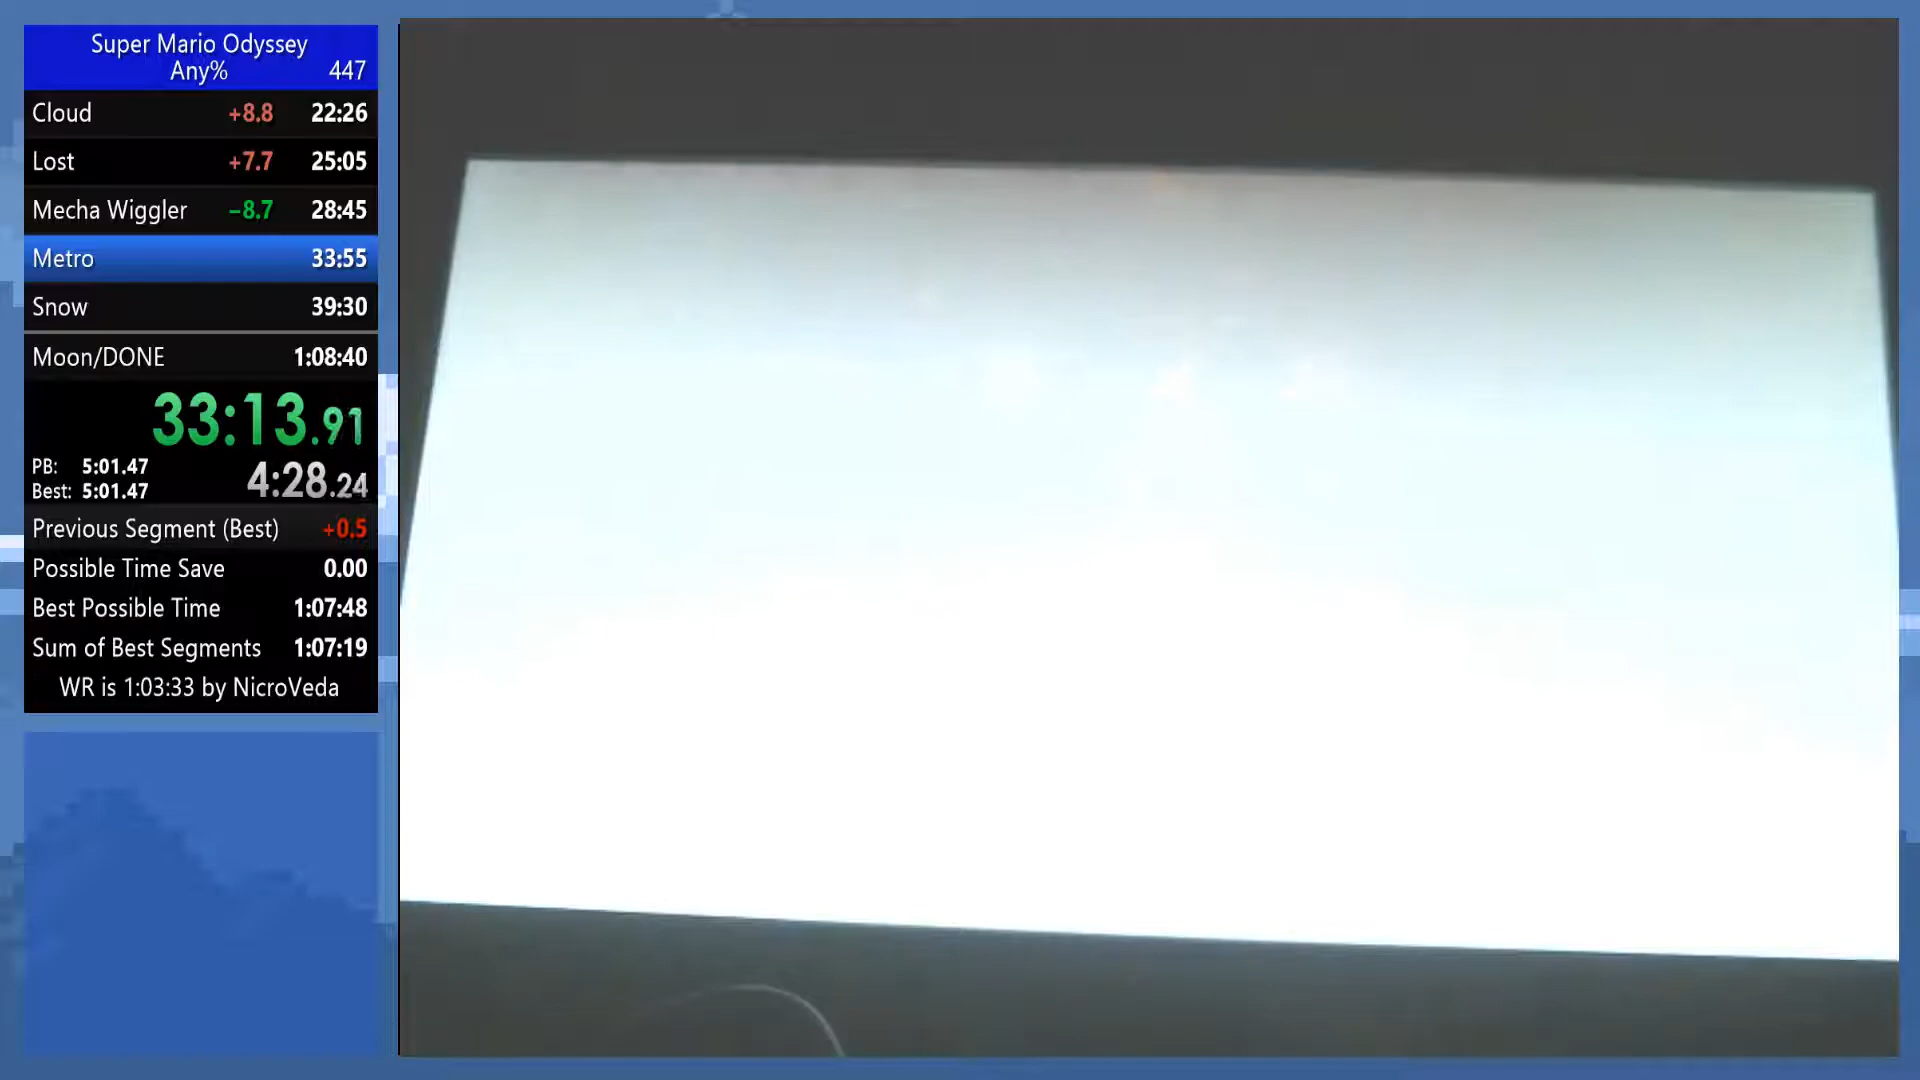 Super Mario Odyssey
Any% 447
Cloud +8.8 22:26
Lost +7.7 25:05
Mecha Wiggler −8.7 28:45
Metro 33:55
Snow 39:30
Moon/DONE 1:08:40
33:13.91
PB: 5:01.47 4:28.24
Best: 5:01.47
Previous Segment (Best) +0.5
Possible Time Save 0.00
Best Possible Time 1:07:48
Sum of Best Segments 1:07:19
WR is 1:03:33 by NicroVeda